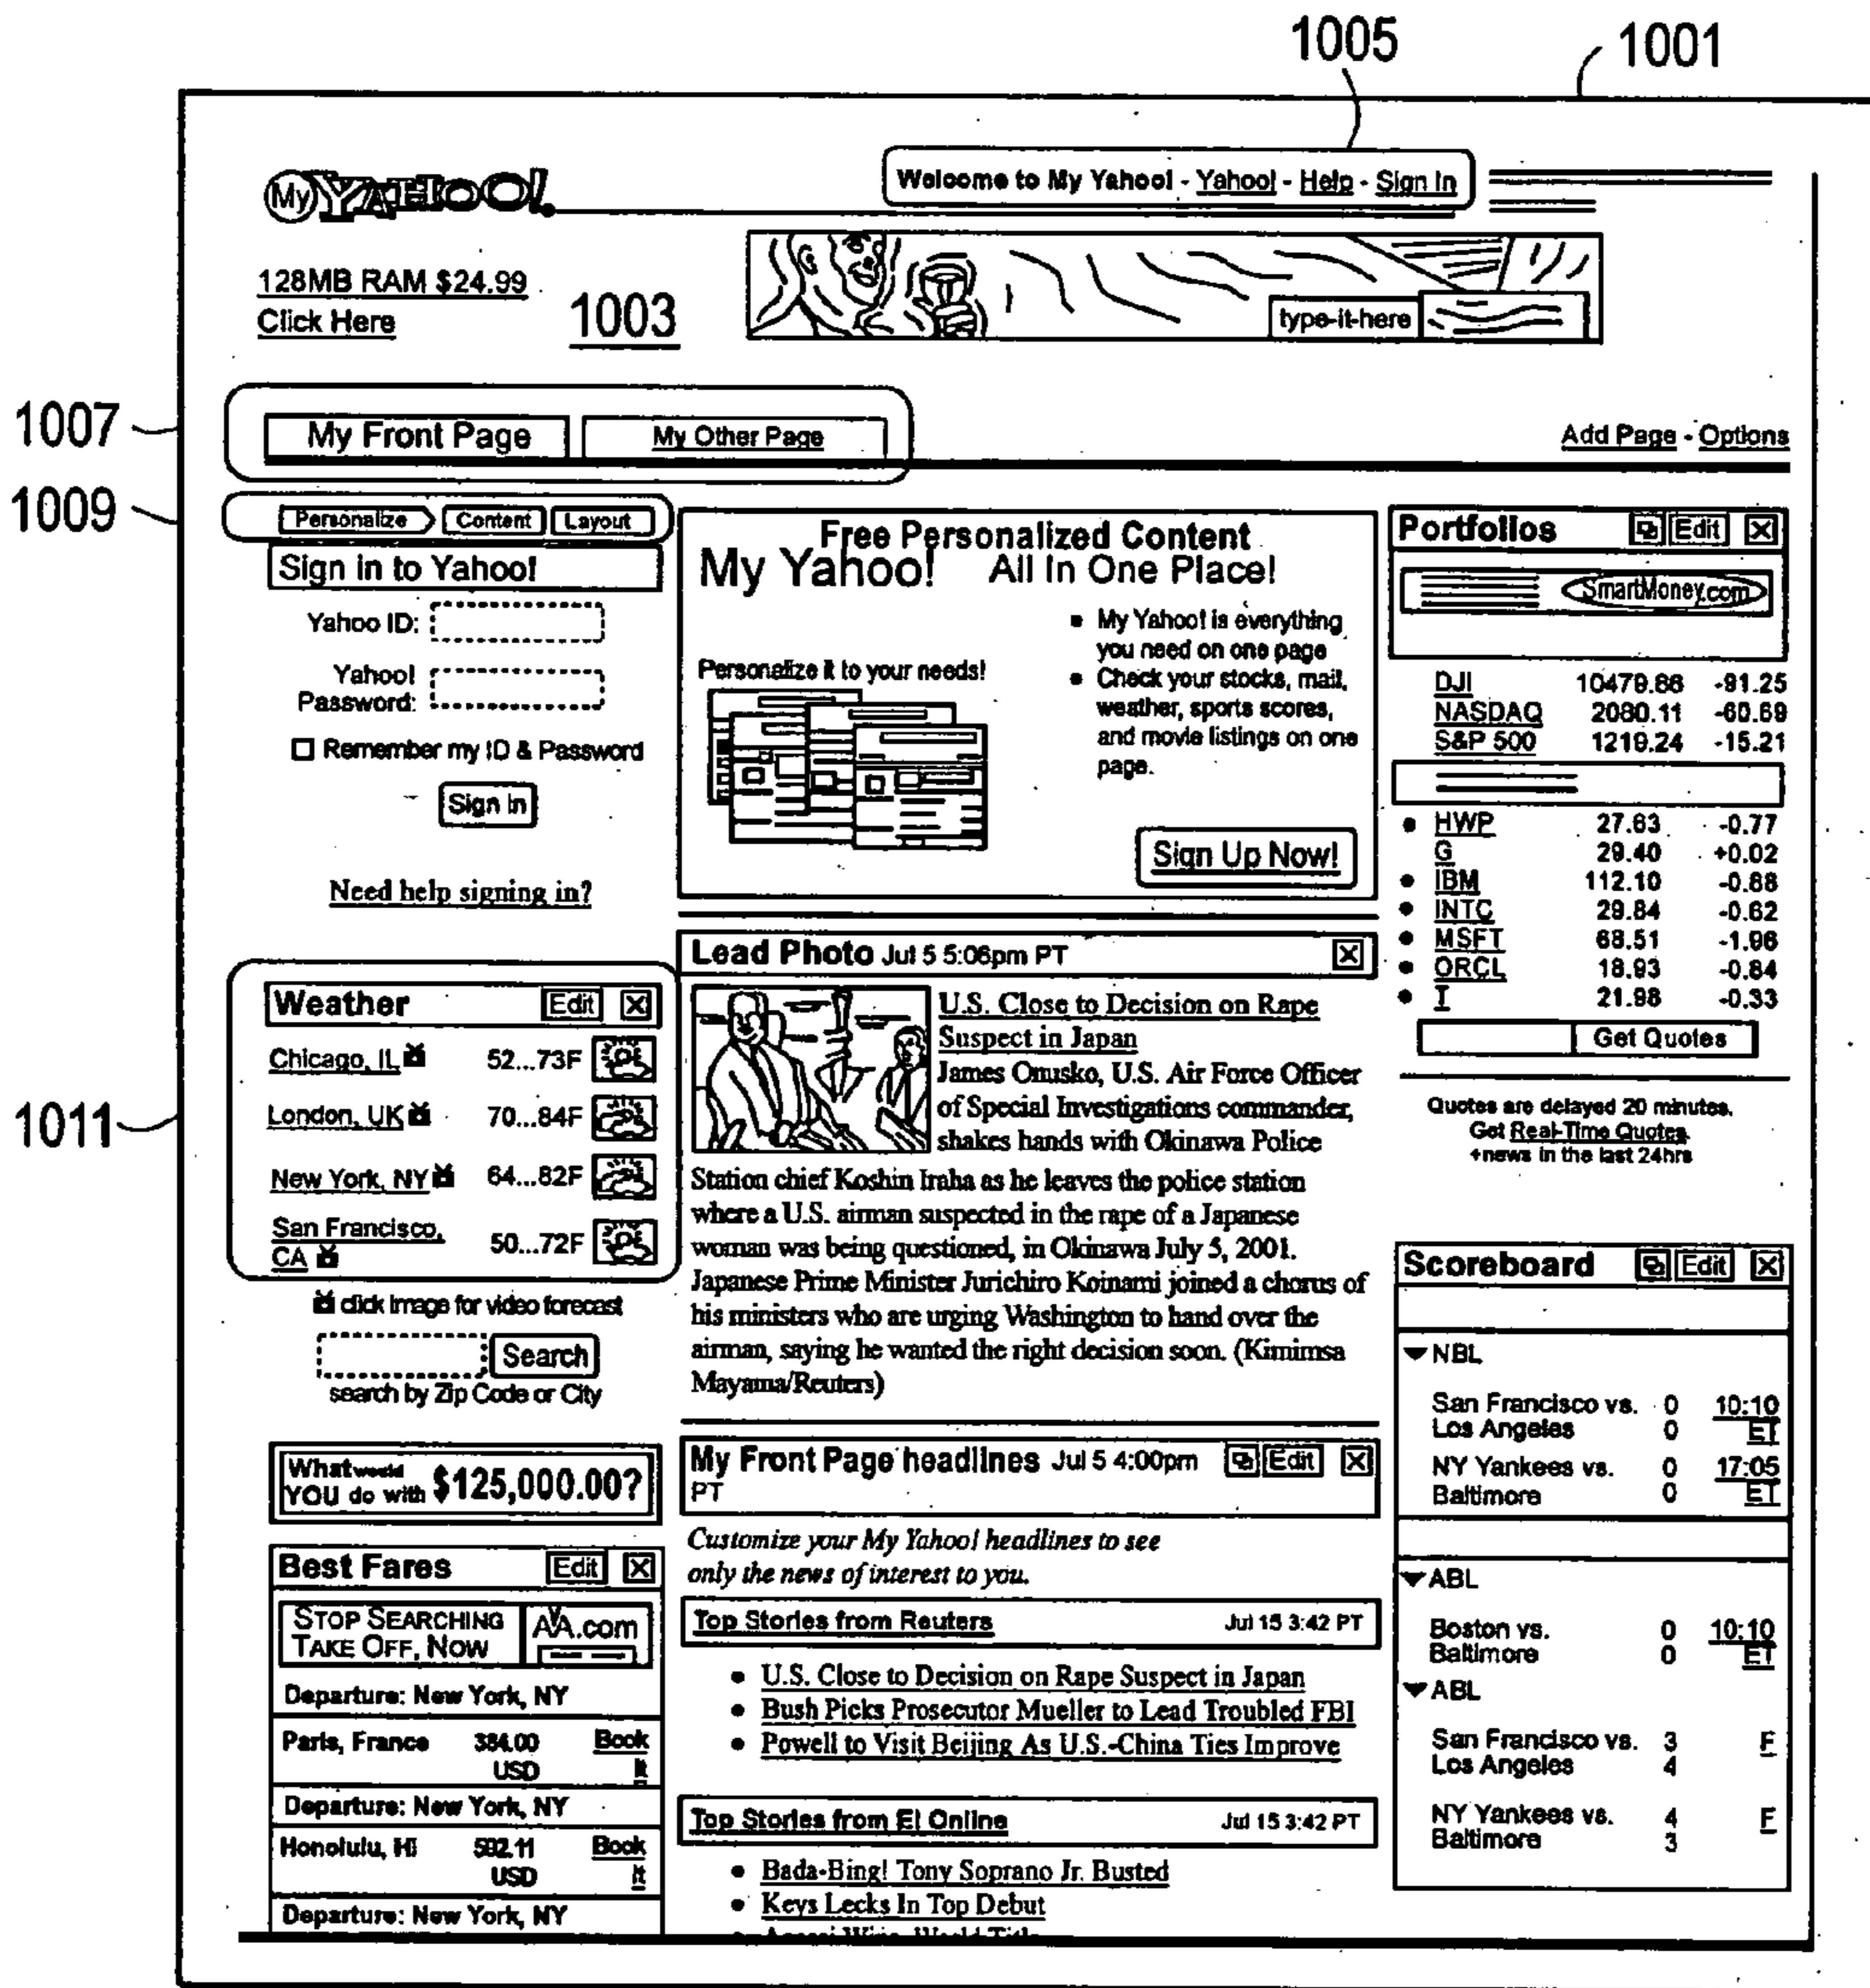 1005
1001
My YAHOO!
Welcome to My Yahoo! - Yahoo! - Help - Sign In
128MB RAM $24.99
Click Here
1003
type-it-here
1007
My Front Page
My Other Page
Add Page - Options
1009
Personalize
Content
Layout
Sign in to Yahoo!
Yahoo ID:
Yahoo!
Password:
Remember my ID & Password
Sign in
Need help signing in?
Free Personalized Content
My Yahoo! All In One Place!
Personalize it to your needs!
• My Yahoo! is everything
you need on one page
• Check your stocks, mail,
weather, sports scores,
and movie listings on one
page.
Sign Up Now!
Portfolios Edit X
SmartMoney.com
DJI 10479.86 -91.25
NASDAQ 2080.11 -60.69
S&P 500 1219.24 -15.21
• HWP 27.63 -0.77
G 29.40 +0.02
• IBM 112.10 -0.88
• INTC 29.84 -0.62
• MSFT 68.51 -1.96
• ORCL 18.93 -0.84
• I 21.98 -0.33
Get Quotes
Quotes are delayed 20 minutes.
Get Real-Time Quotes.
+news in the last 24hrs
1011
Weather Edit X
Chicago, IL 52...73F
London, UK 70...84F
New York, NY 64...82F
San Francisco,
CA 50...72F
click image for video forecast
Search
search by Zip Code or City
What would
YOU do with $125,000.00?
Best Fares Edit X
STOP SEARCHING
TAKE OFF, NOW
AA.com
Departure: New York, NY
Paris, France 384.00 Book
USD It
Departure: New York, NY
Honolulu, HI 592.11 Book
USD It
Departure: New York, NY
Lead Photo Jul 5 5:06pm PT X
U.S. Close to Decision on Rape
Suspect in Japan
James Onusko, U.S. Air Force Officer
of Special Investigations commander,
shakes hands with Okinawa Police
Station chief Koshin Iraha as he leaves the police station
where a U.S. airman suspected in the rape of a Japanese
woman was being questioned, in Okinawa July 5, 2001.
Japanese Prime Minister Jurichiro Koinami joined a chorus of
his ministers who are urging Washington to hand over the
airman, saying he wanted the right decision soon. (Kimimsa
Mayama/Reuters)
My Front Page headlines Jul 5 4:00pm Edit X
PT
Customize your My Yahoo! headlines to see
only the news of interest to you.
Top Stories from Reuters Jul 15 3:42 PT
• U.S. Close to Decision on Rape Suspect in Japan
• Bush Picks Prosecutor Mueller to Lead Troubled FBI
• Powell to Visit Beijing As U.S.-China Ties Improve
Top Stories from E! Online Jul 15 3:42 PT
• Bada-Bing! Tony Soprano Jr. Busted
• Keys Lecks In Top Debut
Scoreboard Edit X
NBL
San Francisco vs. 0 10:10
Los Angeles 0 ET
NY Yankees vs. 0 17:05
Baltimore 0 ET
ABL
Boston vs. 0 10:10
Baltimore 0 ET
ABL
San Francisco vs. 3 F
Los Angeles 4
NY Yankees vs. 4 F
Baltimore 3